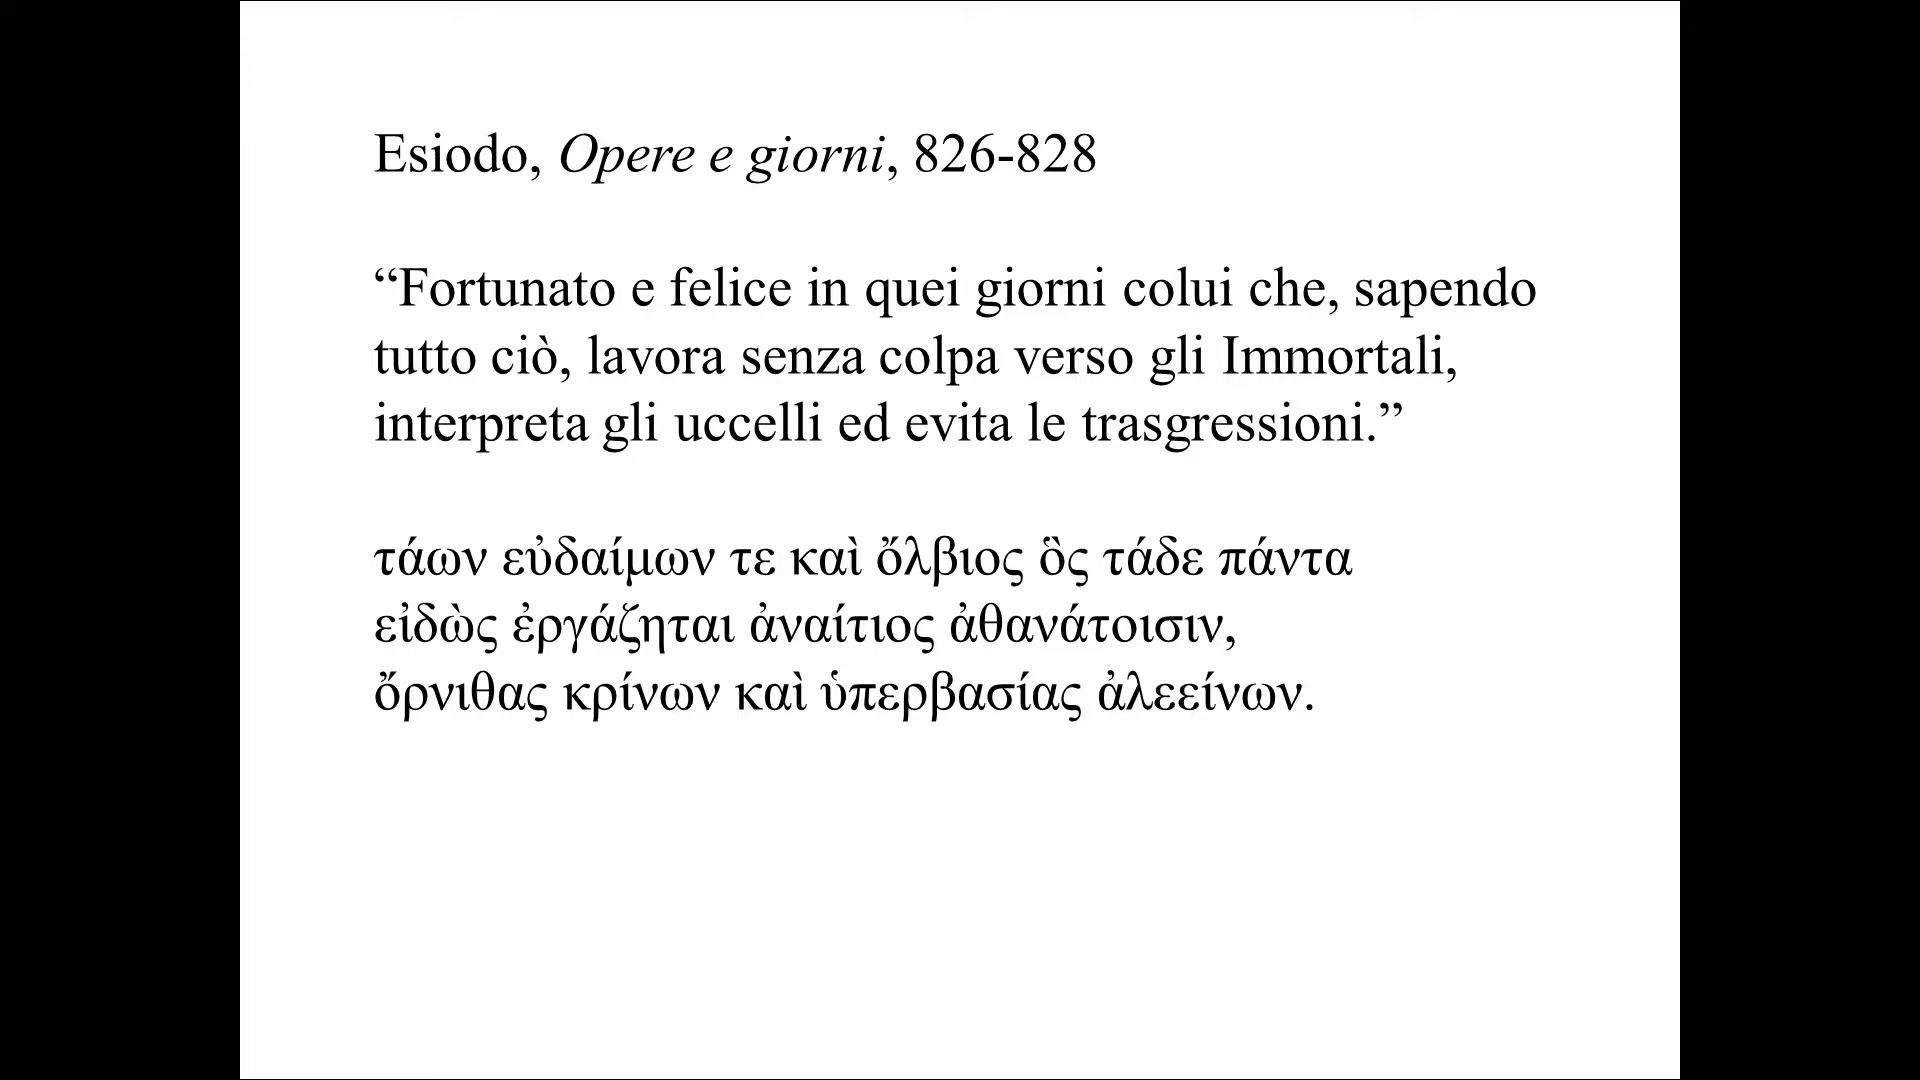 Esiodo, Opere e giorni, 826-828
“Fortunato e felice in quei giorni colui che, sapendo
tutto ciò, lavora senza colpa verso gli Immortali,
interpreta gli uccelli ed evita le trasgressioni.”
τάων εὐδαίμων τε καὶ ὄλβιος ὃς τάδε πάντα
εἰδὼς ἐργάζηται ἀναίτιος ἀθανάτοισιν,
ὄρνιθας κρίνων καὶ ὑπερβασίας ἀλεείνων.